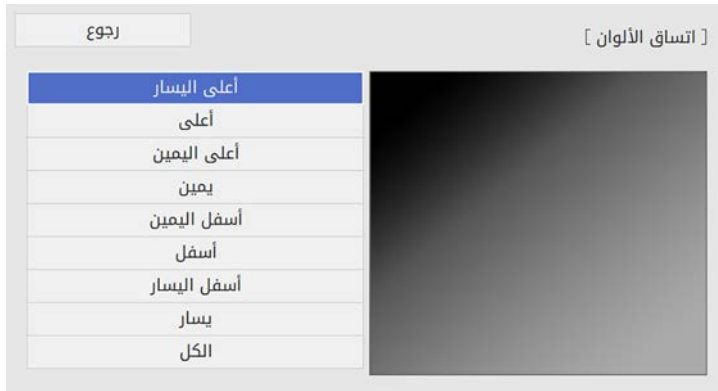 [ اتساق الألوان ]
رجوع
أعلى اليسار
أعلى
أعلى اليمين
يمين
أسفل اليمين
أسفل
أسفل اليسار
يسار
الكل